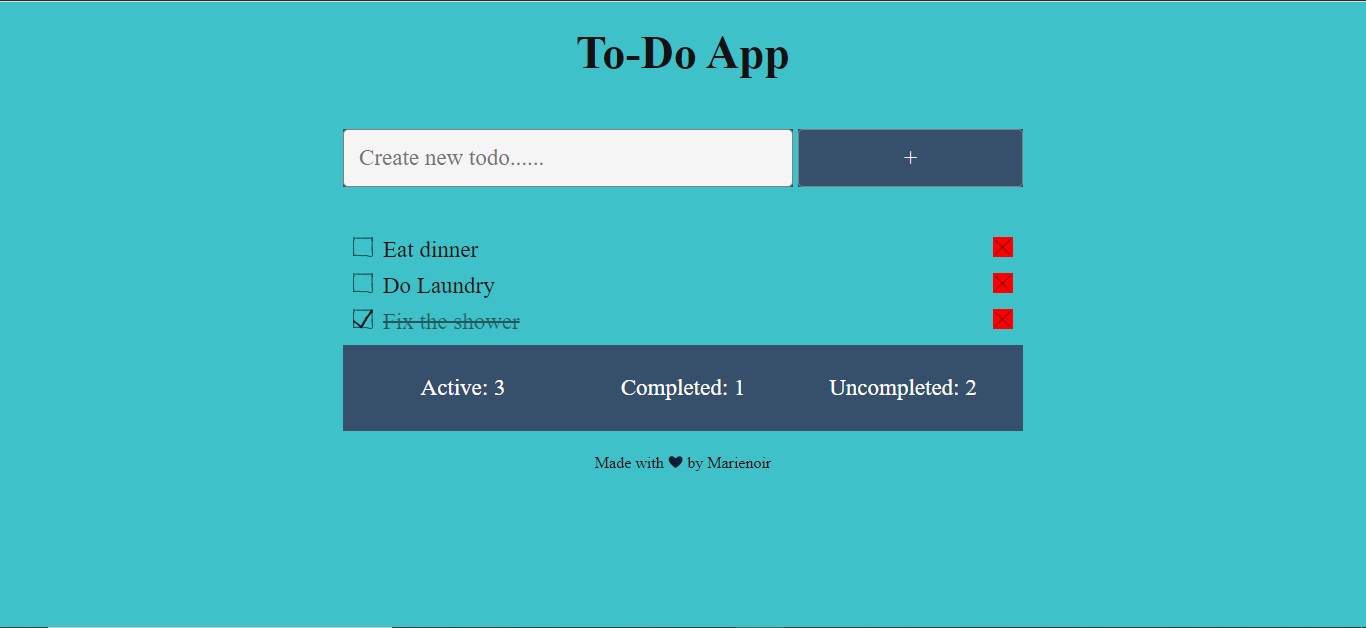 To-Do App
Create new todo......
+
Eat dinner
Do Laundry
Fix the shower
Active: 3 Completed: 1 Uncompleted: 2
Made with ❤ by Marienoir